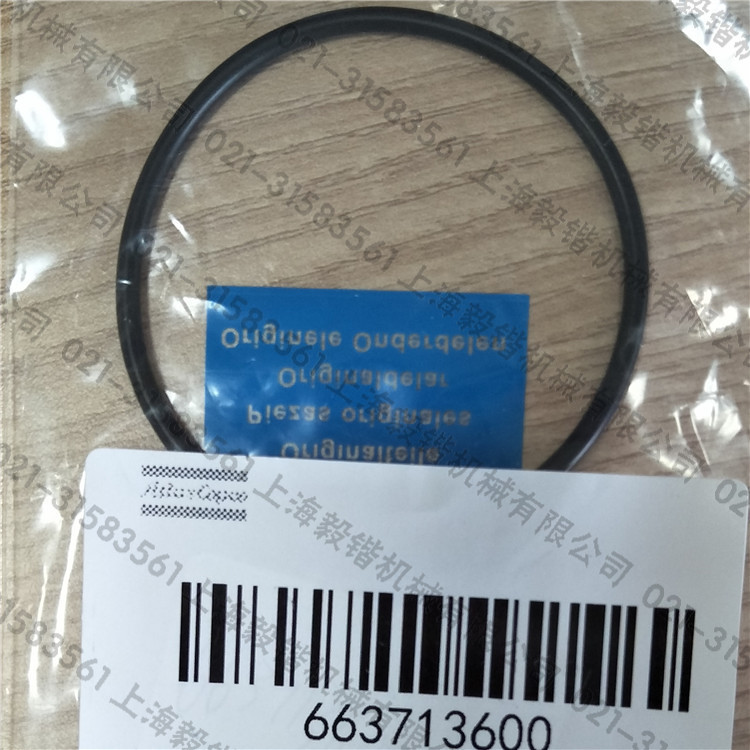 上海毅锴机械有限公司 021-31583561
Originele Onderdelen
Originaldelar
Piezas originales
Originalteile
Atlas Copco
663713600